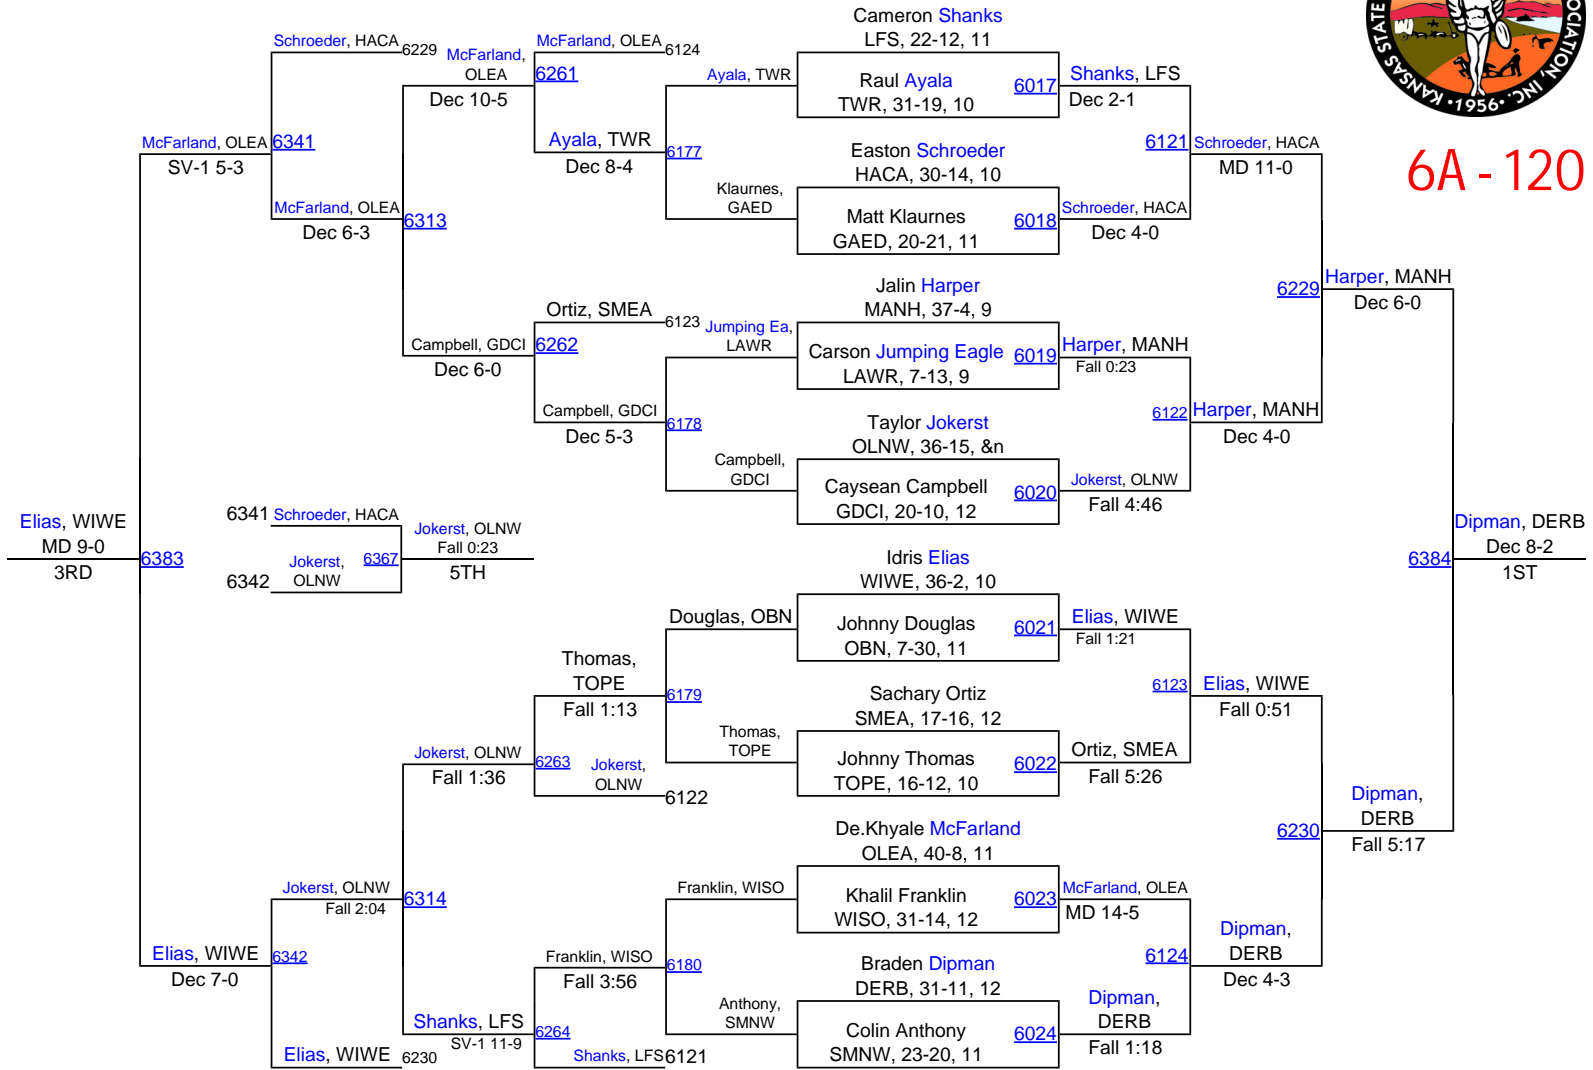 KANSAS STATE
OCIATION, INC.
•1956•
6A - 120
Cameron Shanks
LFS, 22-12, 11
Raul Ayala
TWR, 31-19, 10
6017
Easton Schroeder
HACA, 30-14, 10
Matt Klaurnes
GAED, 20-21, 11
6018
Jalin Harper
MANH, 37-4, 9
Carson Jumping Eagle
LAWR, 7-13, 9
6019
Taylor Jokerst
OLNW, 36-15, &n
Caysean Campbell
GDCI, 20-10, 12
6020
Idris Elias
WIWE, 36-2, 10
Johnny Douglas
OBN, 7-30, 11
6021
Sachary Ortiz
SMEA, 17-16, 12
Johnny Thomas
TOPE, 16-12, 10
6022
De.Khyale McFarland
OLEA, 40-8, 11
Khalil Franklin
WISO, 31-14, 12
6023
Braden Dipman
DERB, 31-11, 12
Colin Anthony
SMNW, 23-20, 11
6024
Shanks, LFS
Dec 2-1
6121
Schroeder, HACA
Dec 4-0
Harper, MANH
Fall 0:23
6122
Jokerst, OLNW
Fall 4:46
Elias, WIWE
Fall 1:21
6123
Ortiz, SMEA
Fall 5:26
McFarland, OLEA
MD 14-5
6124
Dipman,
DERB
Fall 1:18
Schroeder, HACA
MD 11-0
6229
Harper, MANH
Dec 4-0
Elias, WIWE
Fall 0:51
6230
Dipman,
DERB
Dec 4-3
Harper, MANH
Dec 6-0
6384
Dipman,
DERB
Fall 5:17
Dipman, DERB
Dec 8-2
1ST
Ayala, TWR
6177
Klaurnes,
GAED
Jumping Ea,
LAWR
6178
Campbell,
GDCI
Douglas, OBN
6179
Thomas,
TOPE
Franklin, WISO
6180
Anthony,
SMNW
McFarland, OLEA
6124
6261
Ayala, TWR
Dec 8-4
Ortiz, SMEA
6123
6262
Campbell, GDCI
Dec 5-3
Thomas,
TOPE
Fall 1:13
6263
Jokerst,
OLNW
6122
Franklin, WISO
Fall 3:56
6264
Shanks, LFS
6121
McFarland,
OLEA
Dec 10-5
6313
Campbell, GDCI
Dec 6-0
Jokerst, OLNW
Fall 1:36
6314
Shanks, LFS
SV-1 11-9
Schroeder, HACA
6229
6341
McFarland, OLEA
Dec 6-3
Jokerst, OLNW
Fall 2:04
6342
Elias, WIWE
6230
McFarland, OLEA
SV-1 5-3
6383
Elias, WIWE
Dec 7-0
Elias, WIWE
MD 9-0
3RD
6341
Schroeder, HACA
6367
6342
Jokerst,
OLNW
Jokerst, OLNW
Fall 0:23
5TH